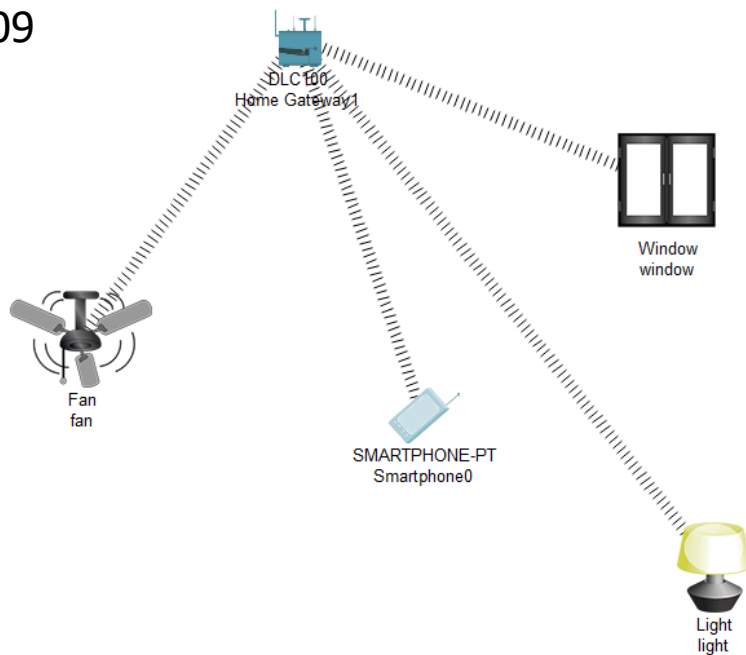 09
DLC100
Home Gateway1
Window
window
Fan
fan
SMARTPHONE-PT
Smartphone0
Light
light